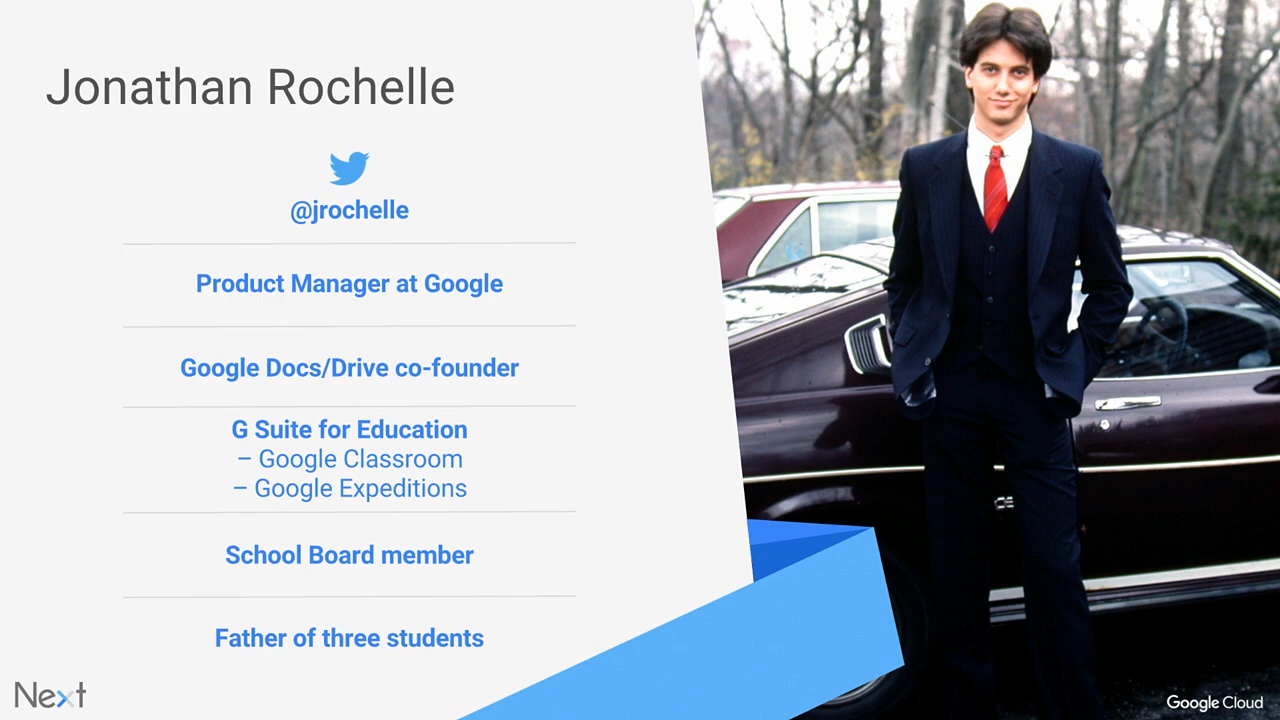 Jonathan Rochelle
@jrochelle
Product Manager at Google
Google Docs/Drive co-founder
G Suite for Education
– Google Classroom
– Google Expeditions
School Board member
Father of three students
Next
Google Cloud